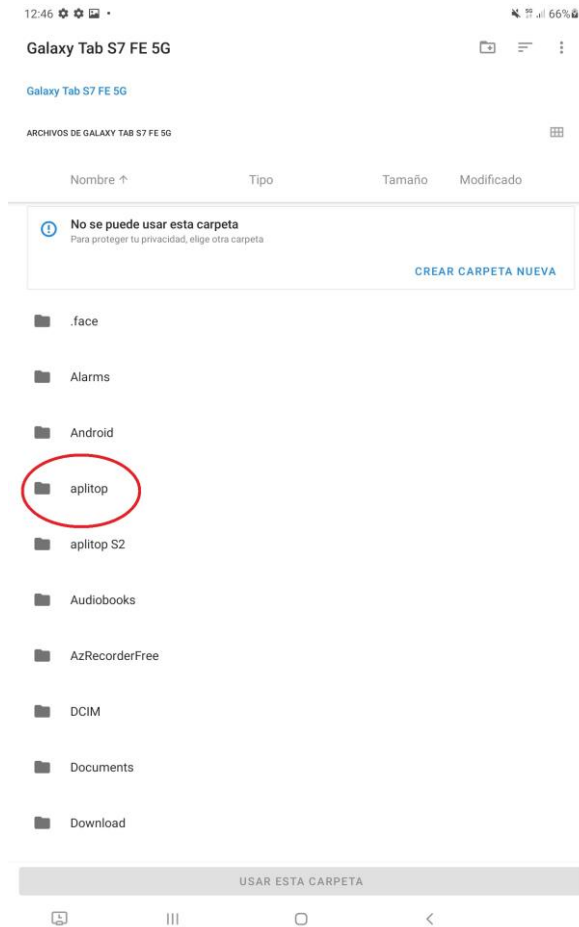 12:46
66%
Galaxy Tab S7 FE 5G
Galaxy Tab S7 FE 5G
ARCHIVOS DE GALAXY TAB S7 FE 5G
Nombre ↑ Tipo Tamaño Modificado
No se puede usar esta carpeta
Para proteger tu privacidad, elige otra carpeta
CREAR CARPETA NUEVA
.face
Alarms
Android
aplitop
aplitop S2
Audiobooks
AzRecorderFree
DCIM
Documents
Download
USAR ESTA CARPETA